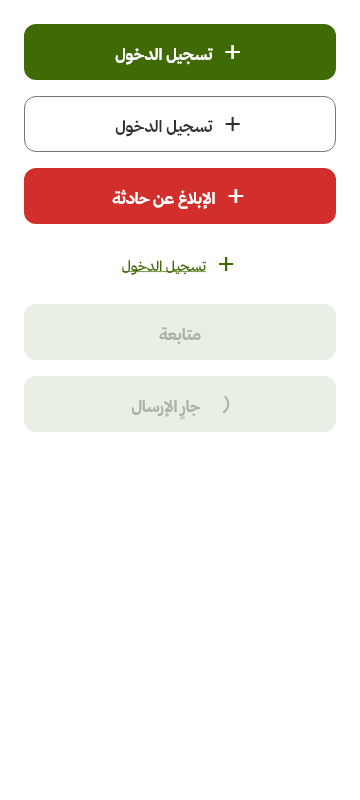 تسجيل الدخول
تسجيل الدخول
الإبلاغ عن حادثة
تسجيل الدخول
متابعة
جارٍ الإرسال